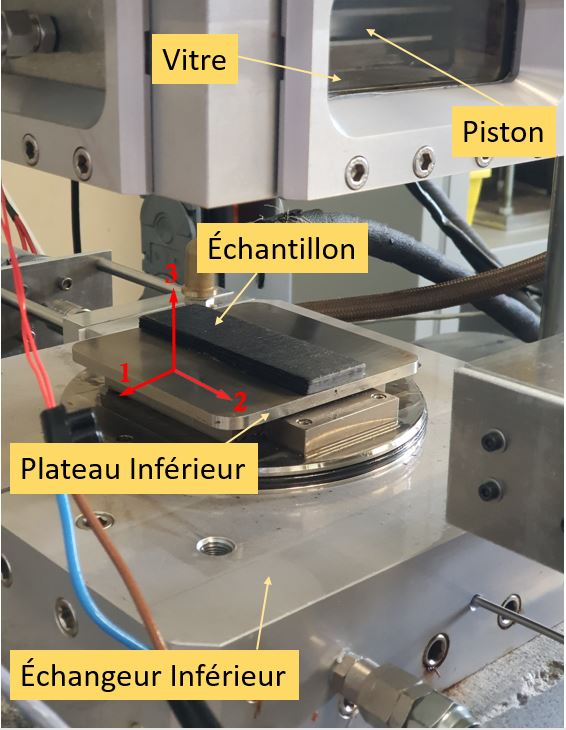 Vitre
Piston
Échantillon
3
1
2
Plateau Inférieur
Échangeur Inférieur